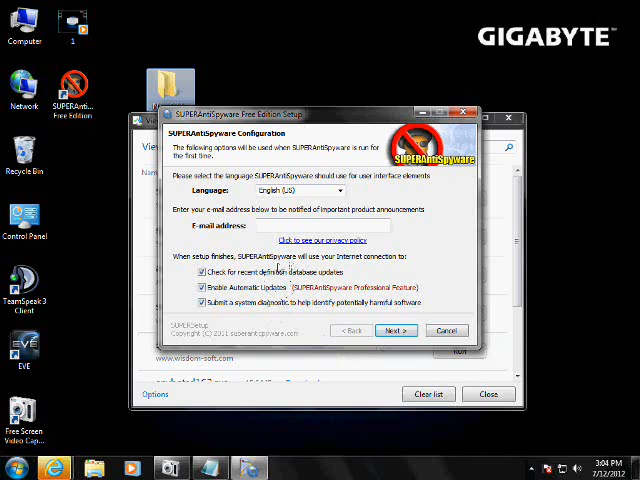 Computer
1
GIGABYTE™
Network
SUPERAnti...
Free Edition
Recycle Bin
Control Panel
TeamSpeak 3
Client
EVE
Free Screen
Video Cap...
SUPERAntiSpyware Free Edition Setup
View
SUPERAntiSpyware Configuration
The following options will be used when SUPERAntiSpyware is run for
the first time.
SUPERAntiSpyware
Please select the language SUPERAntiSpyware should use for user interface elements
Language:
English (US)
Enter your e-mail address below to be notified of important product announcements
E-mail address:
Click to see our privacy policy
When setup finishes, SUPERAntiSpyware will use your Internet connection to:
Check for recent definition database updates
Enable Automatic Updates (SUPERAntiSpyware Professional Feature)
Submit a system diagnostic to help identify potentially harmful software
SUPERSetup
Copyright (C) 2011 superantispyware.com
< Back
Next >
Cancel
Run
www.wisdom-soft.com
Options
Clear list
Close
3:04 PM
7/12/2012